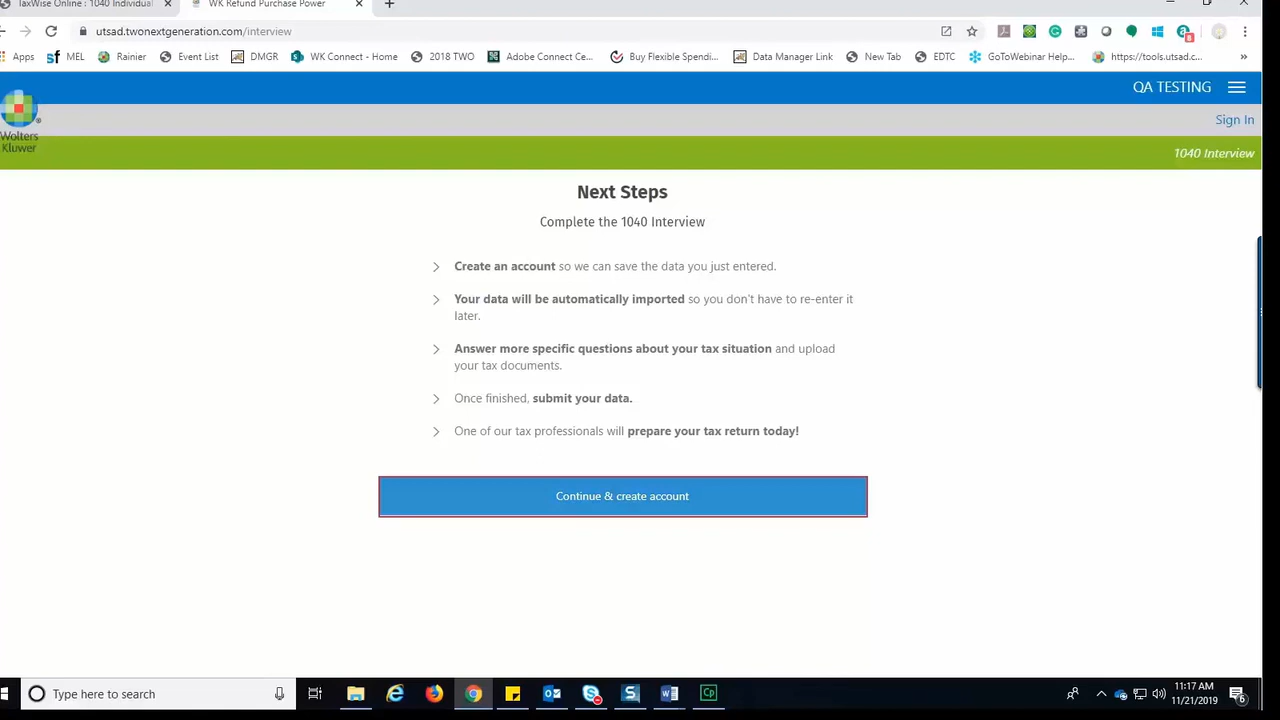 TaxWise Online : 1040 Individual
WK Refund Purchase Power
utsad.twonextgeneration.com/interview
Apps
MEL
Rainier
Event List
DMGR
WK Connect - Home
2018 TWO
Adobe Connect Ce...
Buy Flexible Spendi...
Data Manager Link
New Tab
EDTC
GoToWebinar Help...
https://tools.utsad.c...
QA TESTING
Wolters
Kluwer
Sign In
1040 Interview
Next Steps
Complete the 1040 Interview
Create an account so we can save the data you just entered.
Your data will be automatically imported so you don't have to re-enter it
later.
Answer more specific questions about your tax situation and upload
your tax documents.
Once finished, submit your data.
One of our tax professionals will prepare your tax return today!
Continue & create account
Type here to search
Cp
11:17 AM
11/21/2019
6